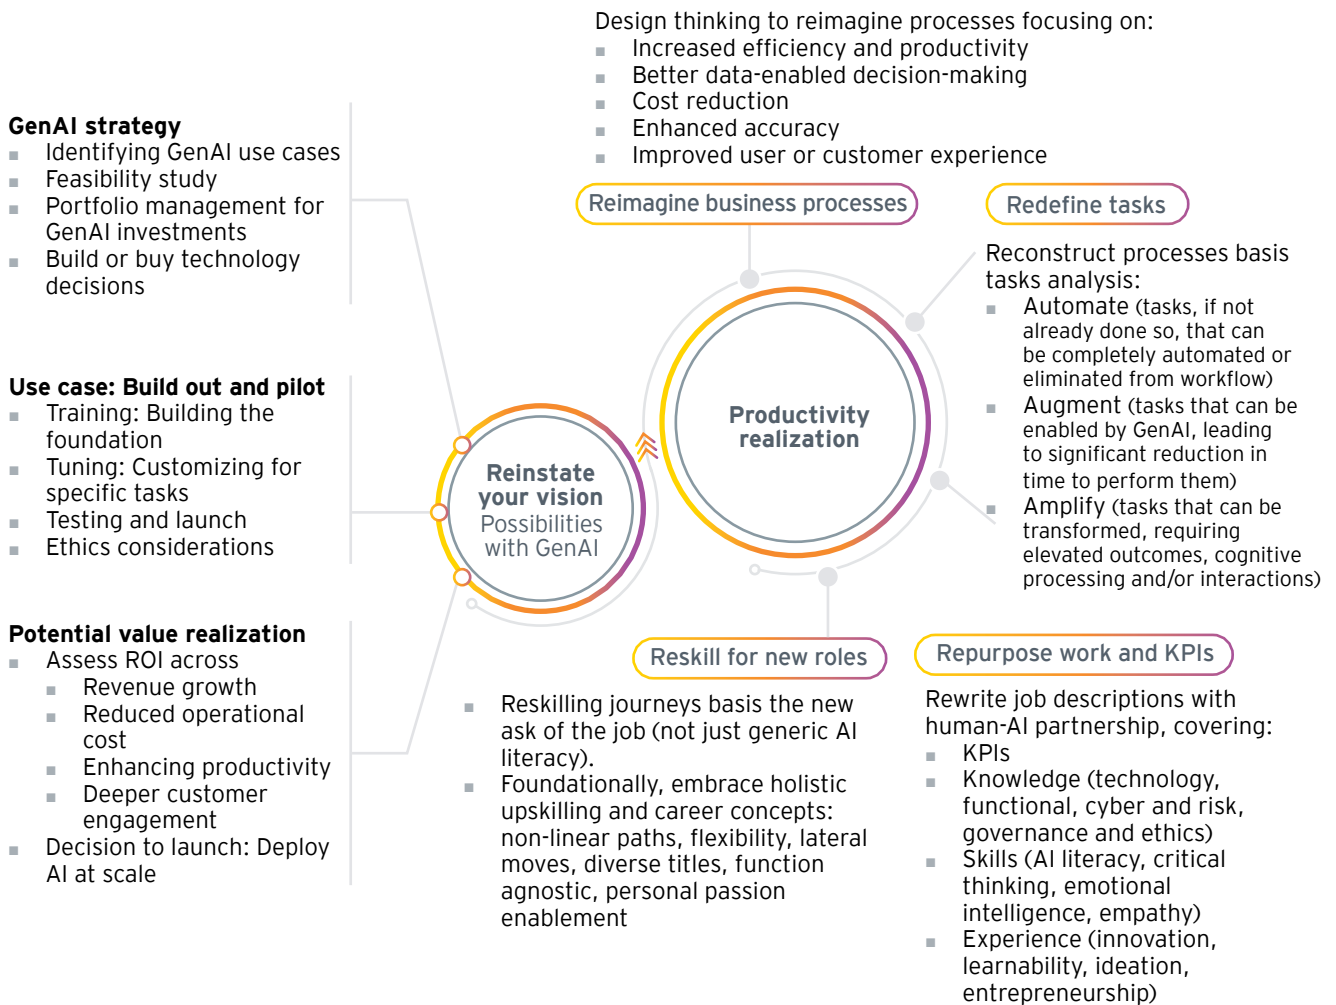 Design thinking to reimagine processes focusing on:
Increased efficiency and productivity
Better data-enabled decision-making
Cost reduction
Enhanced accuracy
Improved user or customer experience
GenAI strategy
Identifying GenAI use cases
Feasibility study
Portfolio management for
GenAI investments
Build or buy technology
decisions
Use case: Build out and pilot
Training: Building the
foundation
Tuning: Customizing for
specific tasks
Testing and launch
Ethics considerations
Potential value realization
Assess ROI across
Revenue growth
Reduced operational
cost
Enhancing productivity
Deeper customer
engagement
Decision to launch: Deploy
AI at scale
Reinstate
your vision
Possibilities
with GenAI
Reimagine business processes
Productivity
realization
Redefine tasks
Reconstruct processes basis
tasks analysis:
Automate (tasks, if not
already done so, that can
be completely automated or
eliminated from workflow)
Augment (tasks that can be
enabled by GenAI, leading
to significant reduction in
time to perform them)
Amplify (tasks that can be
transformed, requiring
elevated outcomes, cognitive
processing and/or interactions)
Reskill for new roles
Reskilling journeys basis the new
ask of the job (not just generic AI
literacy).
Foundationally, embrace holistic
upskilling and career concepts:
non-linear paths, flexibility, lateral
moves, diverse titles, function
agnostic, personal passion
enablement
Repurpose work and KPIs
Rewrite job descriptions with
human-AI partnership, covering:
KPIs
Knowledge (technology,
functional, cyber and risk,
governance and ethics)
Skills (AI literacy, critical
thinking, emotional
intelligence, empathy)
Experience (innovation,
learnability, ideation,
entrepreneurship)